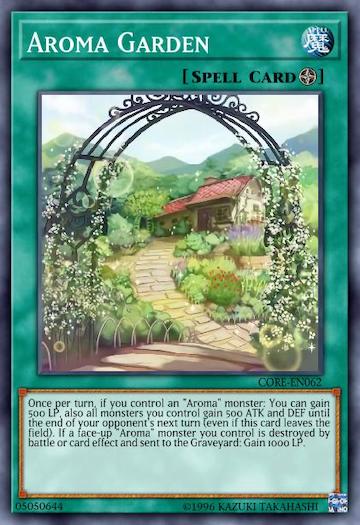 Aroma Garden
[Spell Card]
CORE-EN062
Once per turn, if you control an "Aroma" monster: You can gain
500 LP, also all monsters you control gain 500 ATK and DEF until
the end of your opponent's next turn (even if this card leaves the
field). If a face-up "Aroma" monster you control is destroyed by
battle or card effect and sent to the Graveyard: Gain 1000 LP.
05050644
©1996 KAZUKI TAKAHASHI